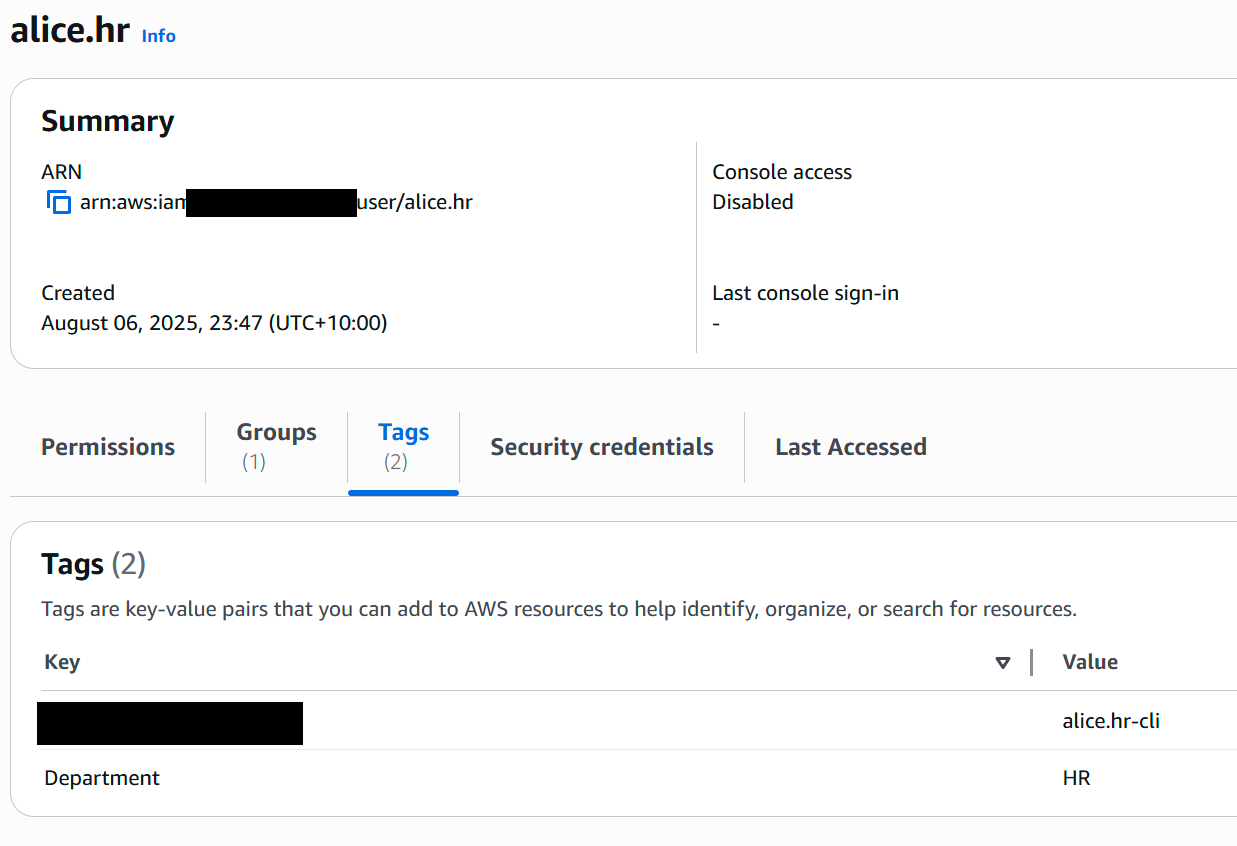 alice.hr Info
Summary
ARN
arn:aws:iam user/alice.hr
Console access
Disabled
Created
August 06, 2025, 23:47 (UTC+10:00)
Last console sign-in
-
Permissions
Groups
(1)
Tags
(2)
Security credentials
Last Accessed
Tags (2)
Tags are key-value pairs that you can add to AWS resources to help identify, organize, or search for resources.
Key
Value
alice.hr-cli
Department
HR